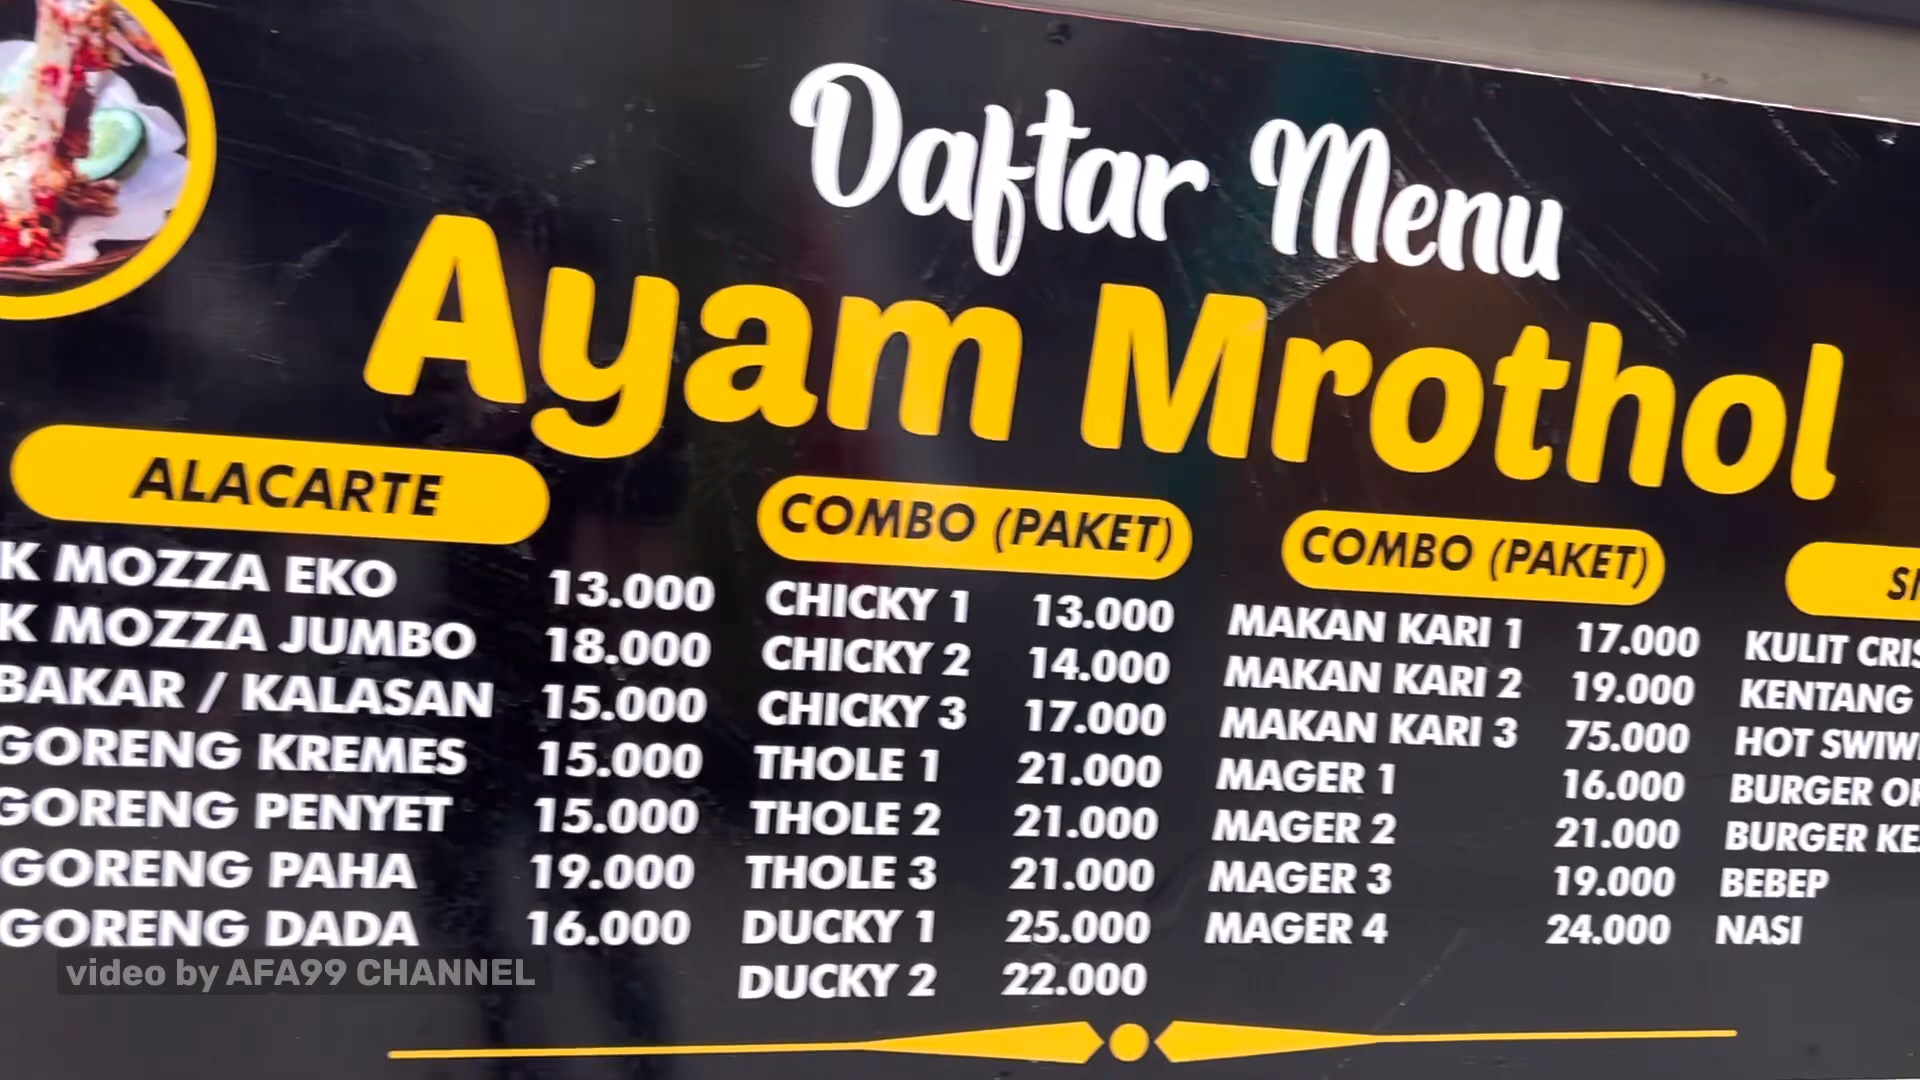 Daftar Menu
Ayam Mrothol
ALACARTE
K MOZZA EKO 13.000
K MOZZA JUMBO 18.000
BAKAR / KALASAN 15.000
GORENG KREMES 15.000
GORENG PENYET 15.000
GORENG PAHA 19.000
GORENG DADA 16.000
COMBO (PAKET)
CHICKY 1 13.000
CHICKY 2 14.000
CHICKY 3 17.000
THOLE 1 21.000
THOLE 2 21.000
THOLE 3 21.000
DUCKY 1 25.000
DUCKY 2 22.000
COMBO (PAKET)
MAKAN KARI 1 17.000
MAKAN KARI 2 19.000
MAKAN KARI 3 75.000
MAGER 1 16.000
MAGER 2 21.000
MAGER 3 19.000
MAGER 4 24.000
KULIT
KENTANG
HOT
BURGER
BURGER
BEBEP
NASI
video by AFA99 CHANNEL